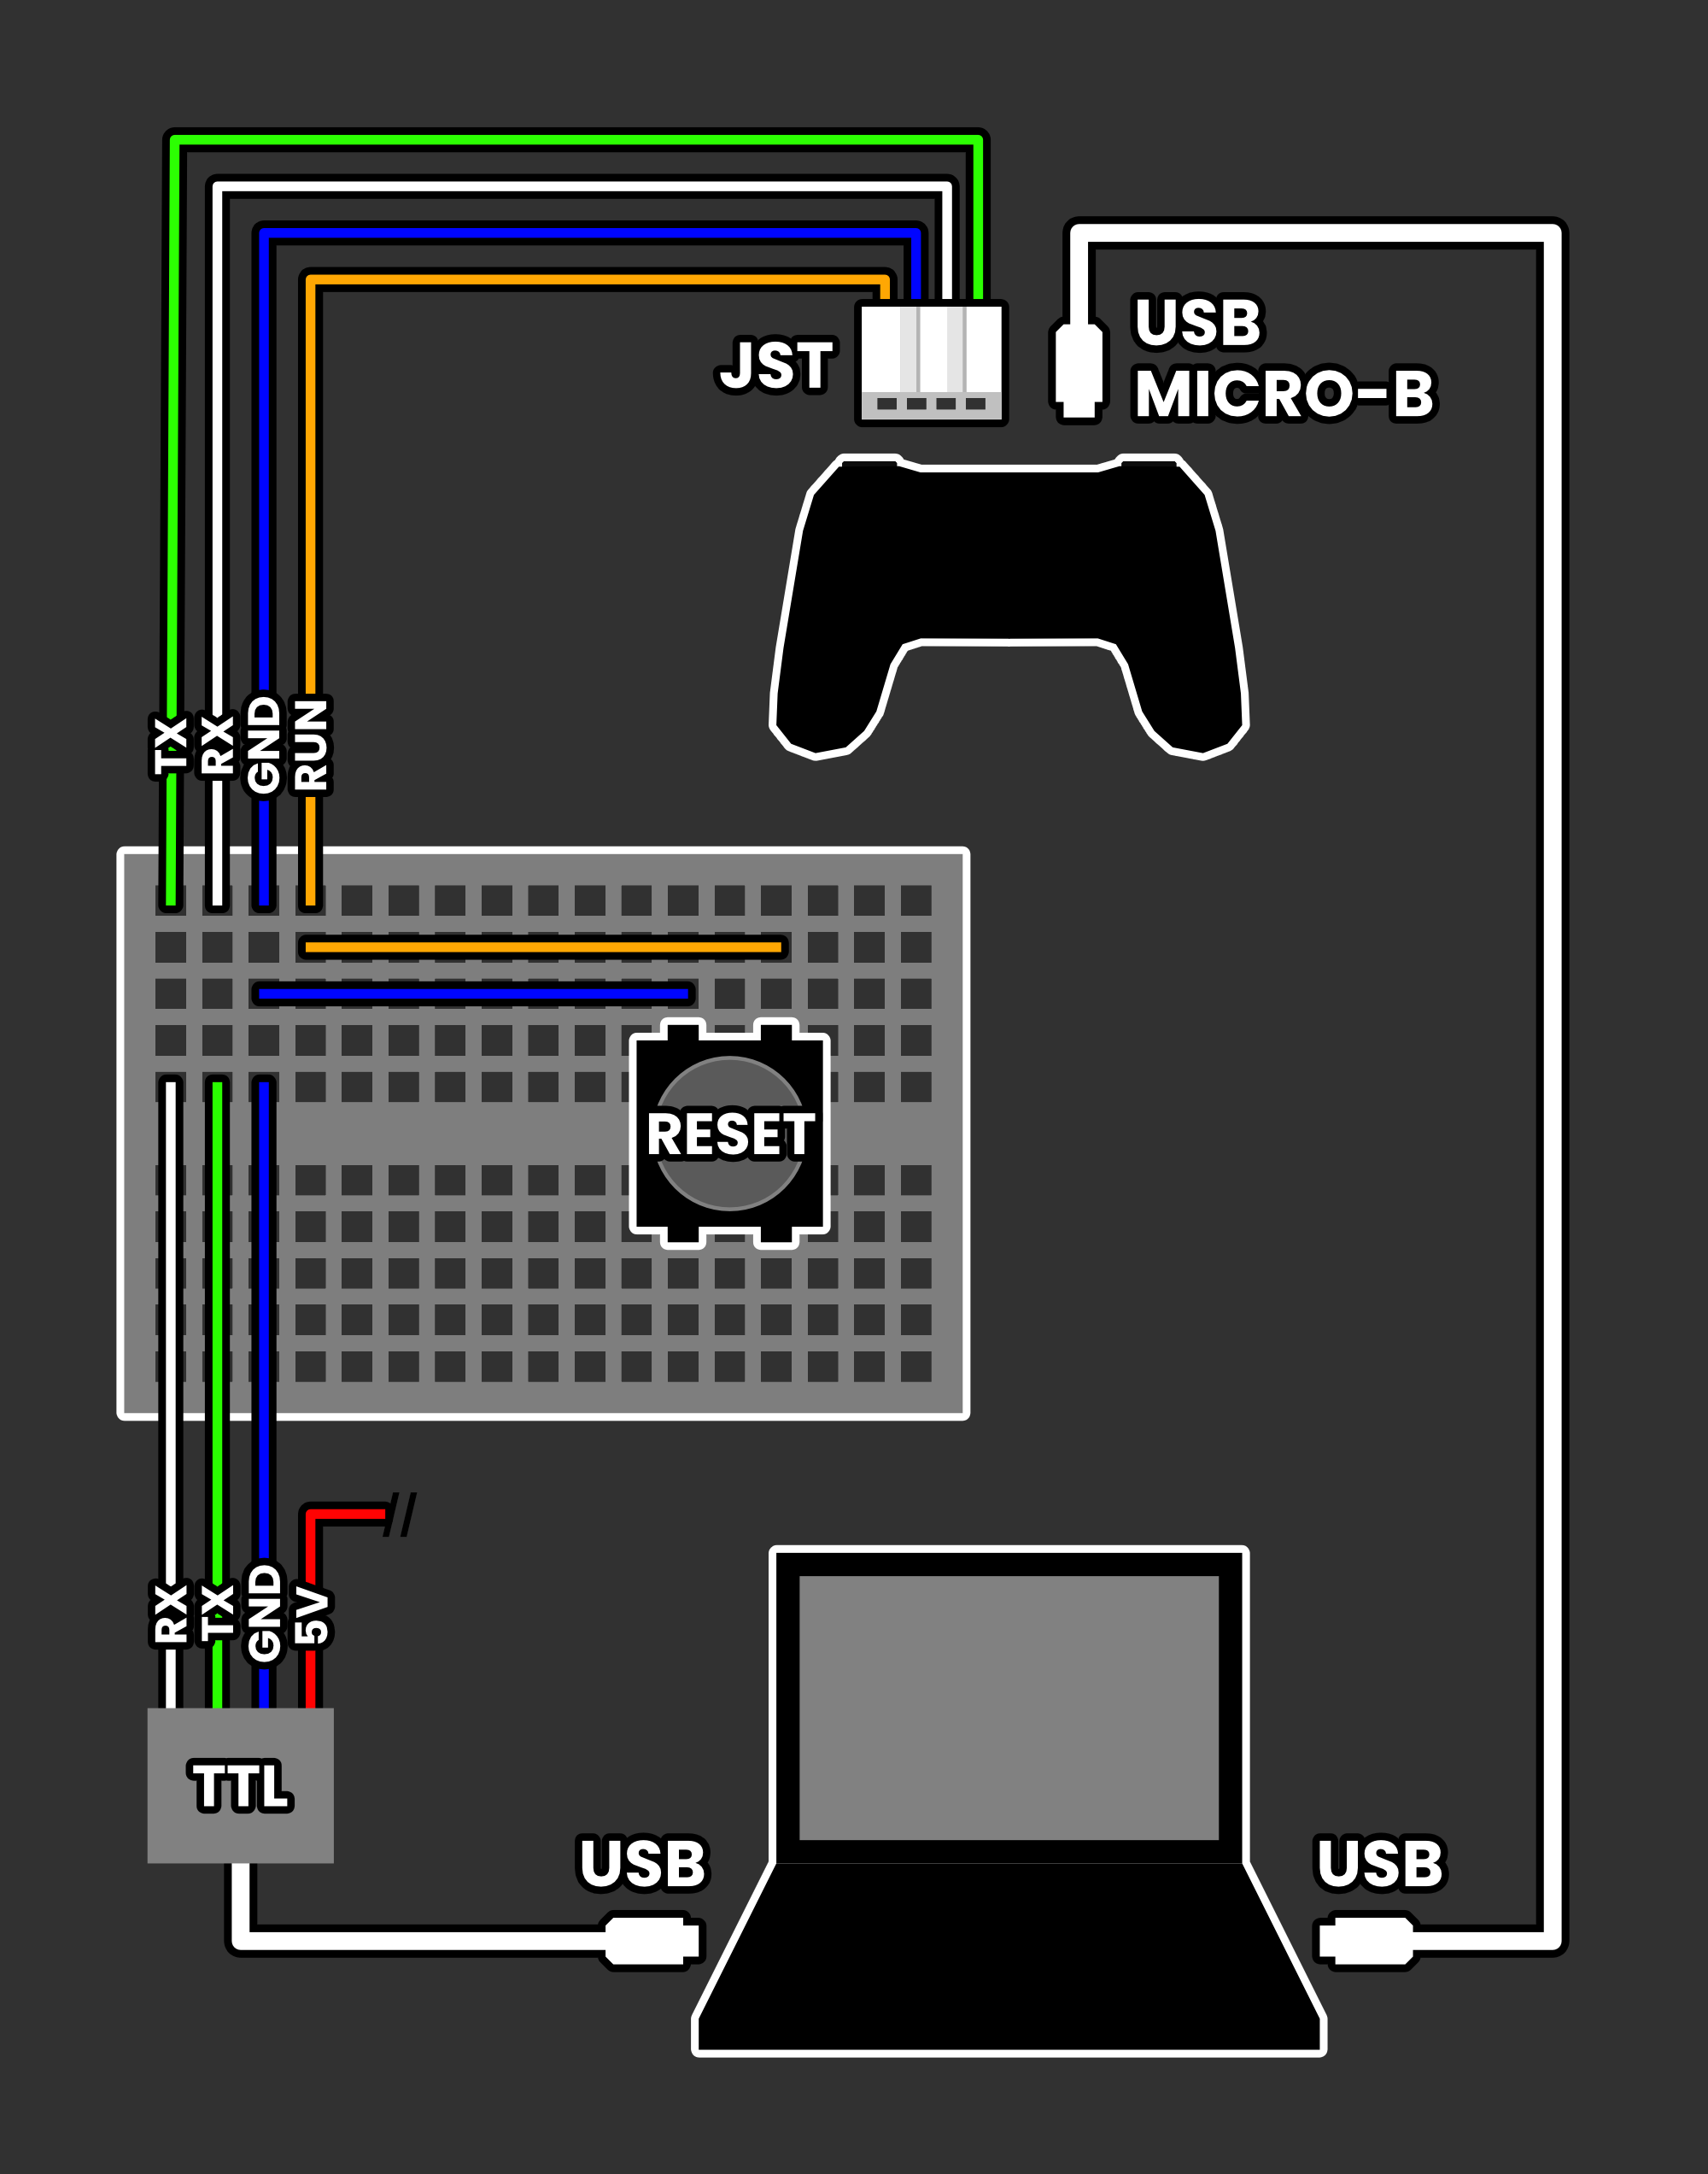 USB
MICRO-B
JST
TX
RX
GND
RUN
RESET
RX
TX
GND
5V
//
TTL
USB
USB